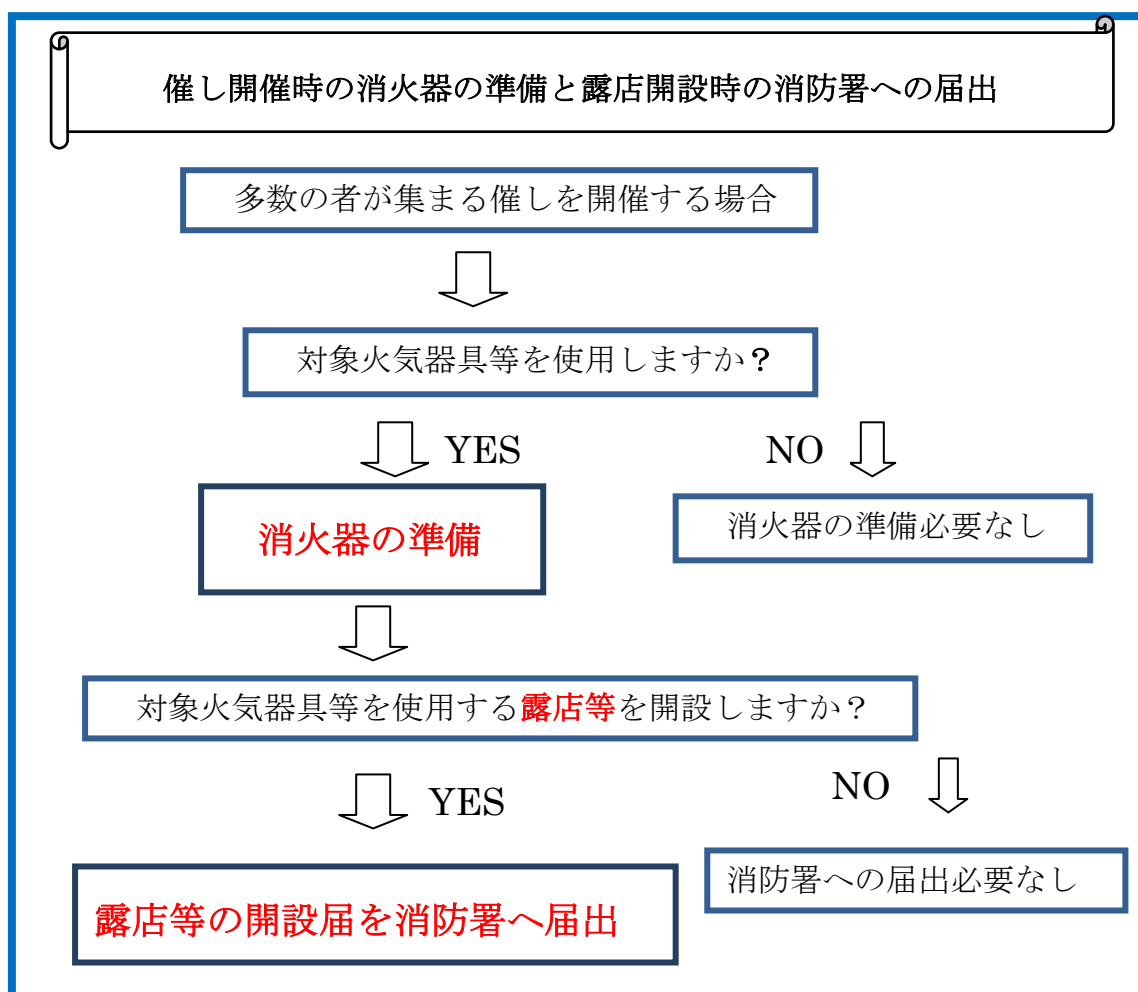 催し開催時の消火器の準備と露店開設時の消防署への届出
多数の者が集まる催しを開催する場合
対象火気器具等を使用しますか？
YES
NO
消火器の準備
消火器の準備必要なし
対象火気器具等を使用する露店等を開設しますか？
YES
NO
露店等の開設届を消防署へ届出
消防署への届出必要なし